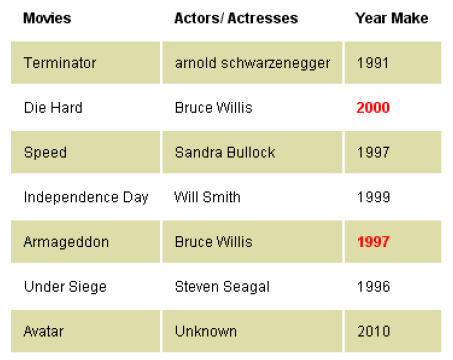 Movies Actors/ Actresses Year Make
Terminator arnold schwarzenegger 1991
Die Hard Bruce Willis 2000
Speed Sandra Bullock 1997
Independence Day Will Smith 1999
Armageddon Bruce Willis 1997
Under Siege Steven Seagal 1996
Avatar Unknown 2010